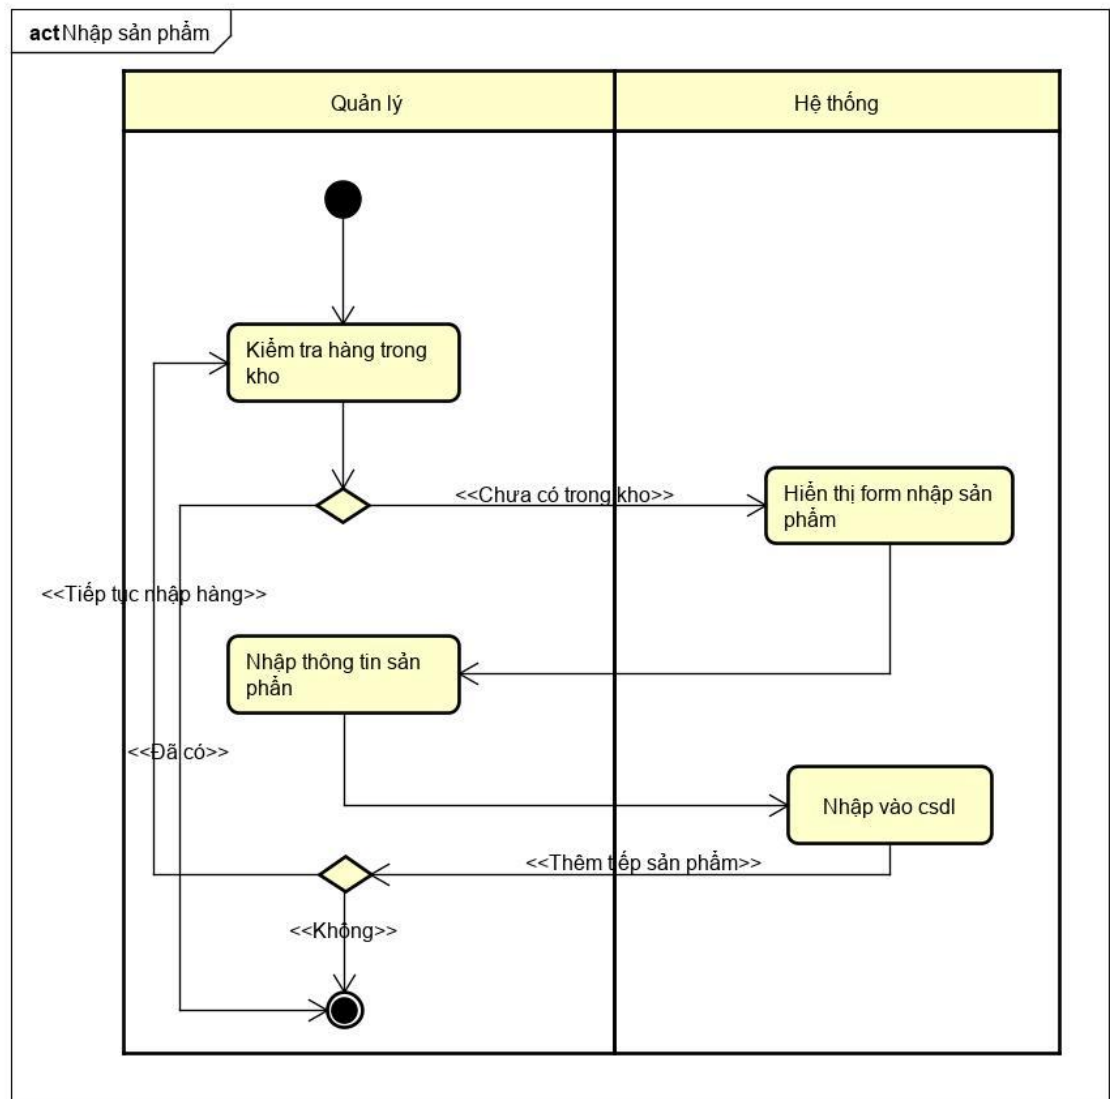 act Nhập sản phẩm
Quản lý
Hệ thống
Kiểm tra hàng trong
kho
<<Chưa có trong kho>>
Hiển thị form nhập sản
phẩm
<<Tiếp tục nhập hàng>>
Nhập thông tin sản
phẩn
<<Đã có>>
Nhập vào csdl
<<Thêm tiếp sản phẩm>>
<<Không>>